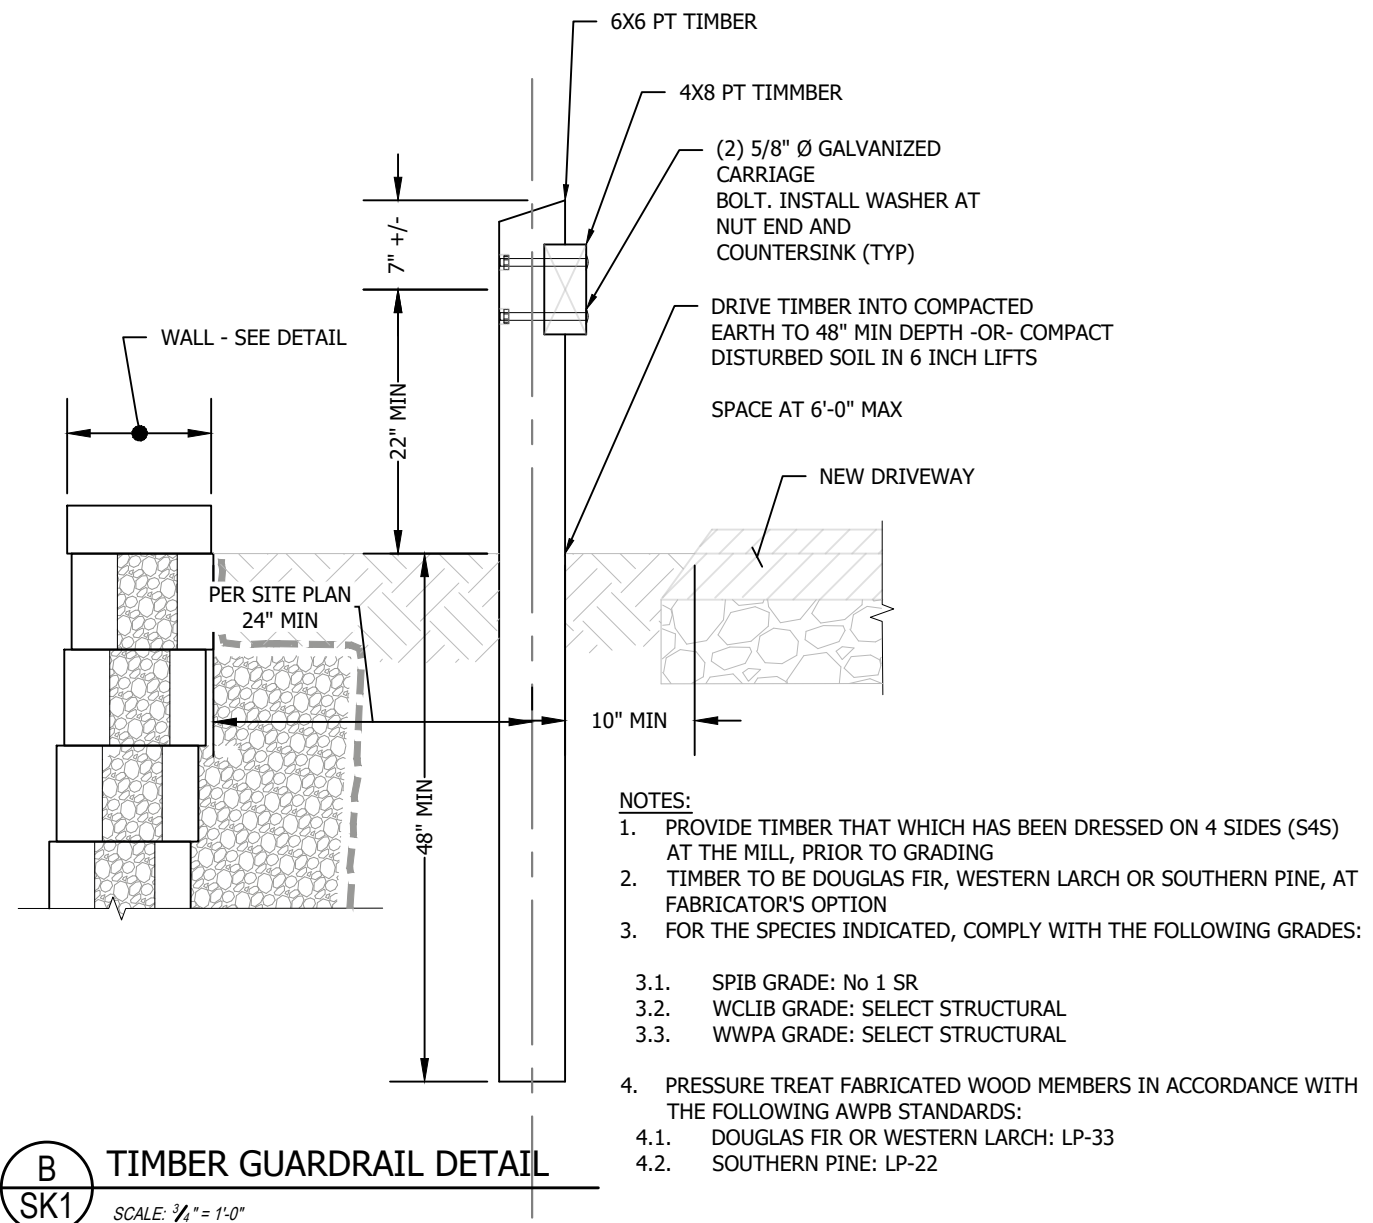 6X6 PT TIMBER
4X8 PT TIMMBER
(2) 5/8" Ø GALVANIZED
CARRIAGE
BOLT. INSTALL WASHER AT
NUT END AND
COUNTERSINK (TYP)
7" +/-
DRIVE TIMBER INTO COMPACTED
EARTH TO 48" MIN DEPTH -OR- COMPACT
DISTURBED SOIL IN 6 INCH LIFTS
SPACE AT 6'-0" MAX
WALL - SEE DETAIL
22" MIN
NEW DRIVEWAY
PER SITE PLAN
24" MIN
10" MIN
48" MIN
NOTES:
1. PROVIDE TIMBER THAT WHICH HAS BEEN DRESSED ON 4 SIDES (S4S)
AT THE MILL, PRIOR TO GRADING
2. TIMBER TO BE DOUGLAS FIR, WESTERN LARCH OR SOUTHERN PINE, AT
FABRICATOR'S OPTION
3. FOR THE SPECIES INDICATED, COMPLY WITH THE FOLLOWING GRADES:
3.1. SPIB GRADE: No 1 SR
3.2. WCLIB GRADE: SELECT STRUCTURAL
3.3. WWPA GRADE: SELECT STRUCTURAL
4. PRESSURE TREAT FABRICATED WOOD MEMBERS IN ACCORDANCE WITH
THE FOLLOWING AWPB STANDARDS:
4.1. DOUGLAS FIR OR WESTERN LARCH: LP-33
4.2. SOUTHERN PINE: LP-22
B
SK1
TIMBER GUARDRAIL DETAIL
SCALE: 3/4" = 1'-0"